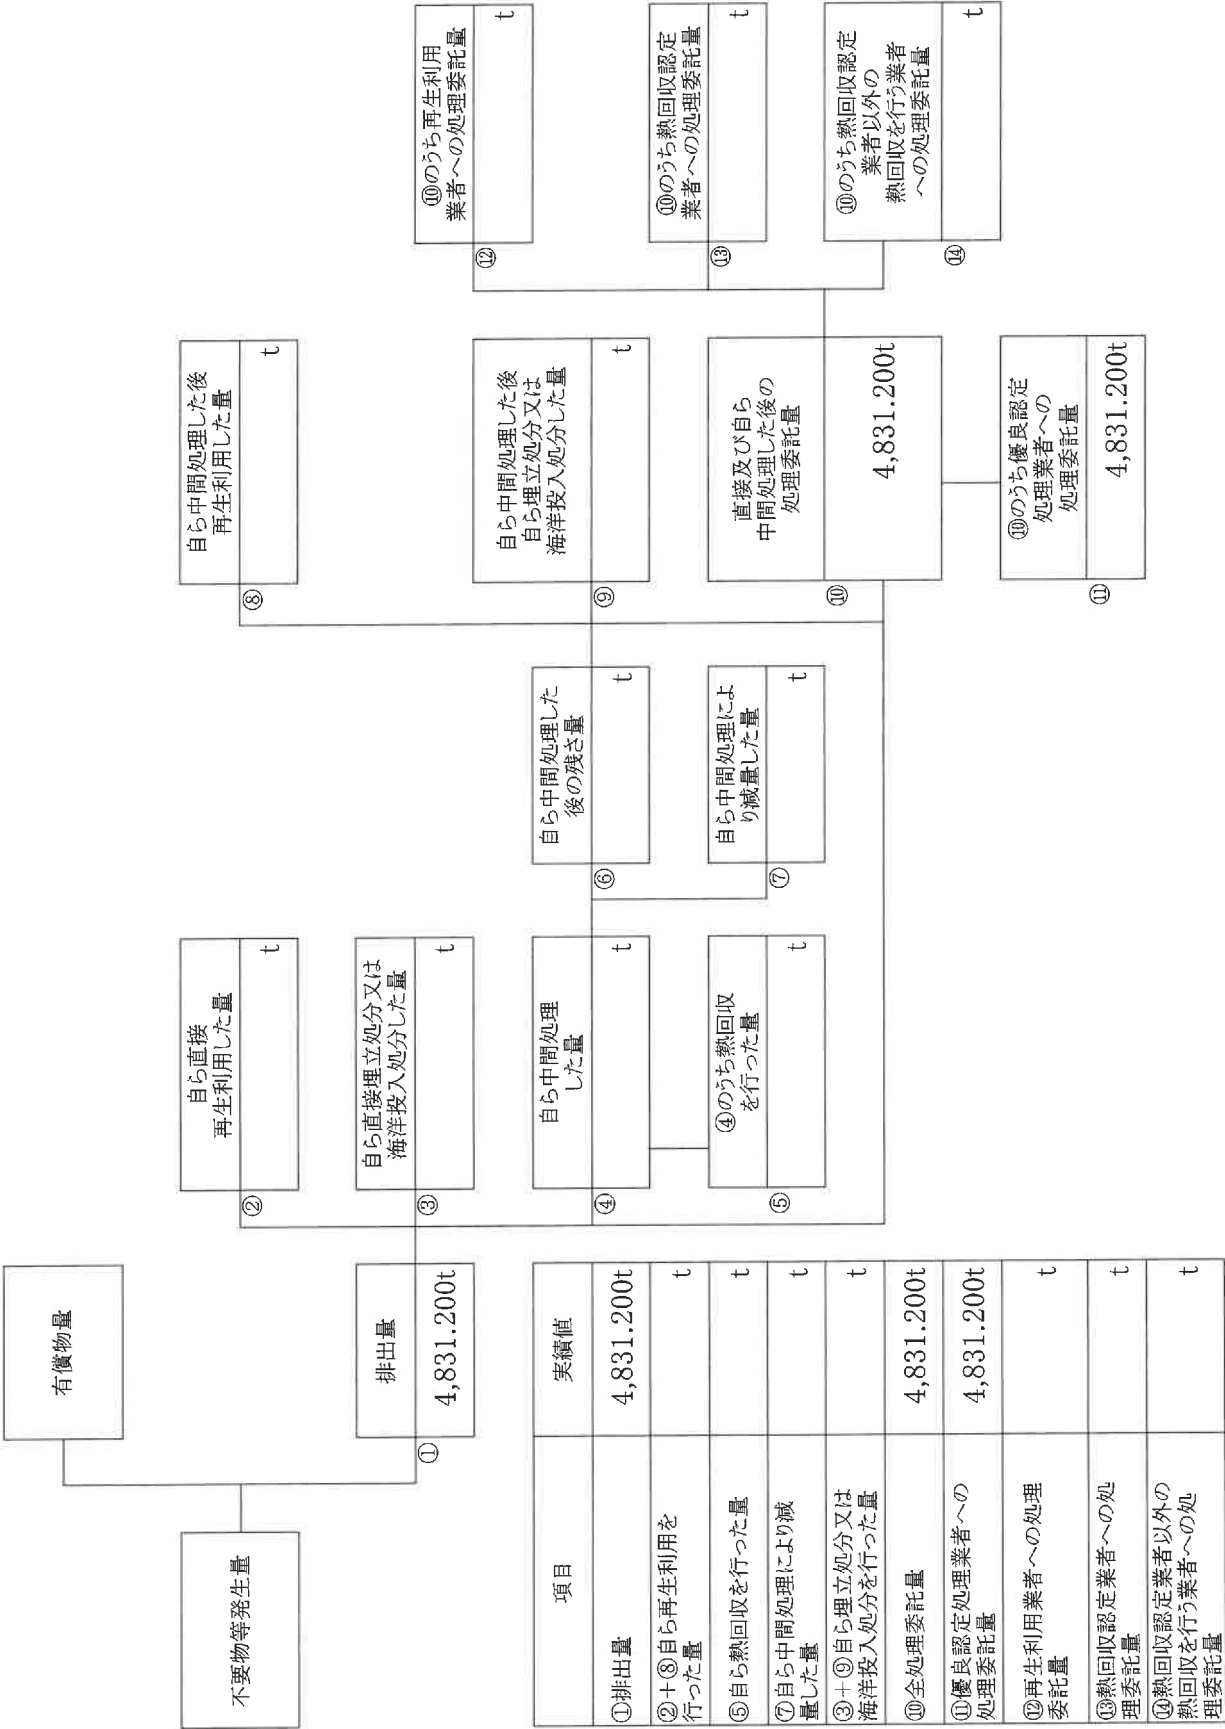 不要物等発生量
有償物量
①
排出量
4,831.200t
②
自ら直接
再生利用した量
t
③
自ら直接埋立処分又は
海洋投入処分した量
t
④
自ら中間処理
した量
t
⑤
④のうち熱回収
を行った量
t
⑥
自ら中間処理した
後の残さ量
t
⑦
自ら中間処理によ
り減量した量
t
⑧
自ら中間処理した後
再生利用した量
t
⑨
自ら中間処理した後
自ら埋立処分又は
海洋投入処分した量
t
⑩
直接及び自ら
中間処理した後の
処理委託量
4,831.200t
⑪
⑩のうち優良認定
処理業者への
処理委託量
4,831.200t
⑫
⑩のうち再生利用
業者への処理委託量
t
⑬
⑩のうち熱回収認定
業者への処理委託量
t
⑭
⑩のうち熱回収認定
業者以外の
熱回収を行う業者
への処理委託量
t
項目 実績値
①排出量 4,831.200t
②+⑧自ら再生利用を
行った量 t
⑤自ら熱回収を行った量 t
⑦自ら中間処理により減
量した量 t
③+⑨自ら埋立処分又は
海洋投入処分を行った量 t
⑩全処理委託量 4,831.200t
⑪優良認定処理業者への
処理委託量 4,831.200t
⑫再生利用業者への処理
委託量 t
⑬熱回収認定業者への処
理委託量 t
⑭熱回収認定業者以外の
熱回収を行う業者への処
理委託量 t